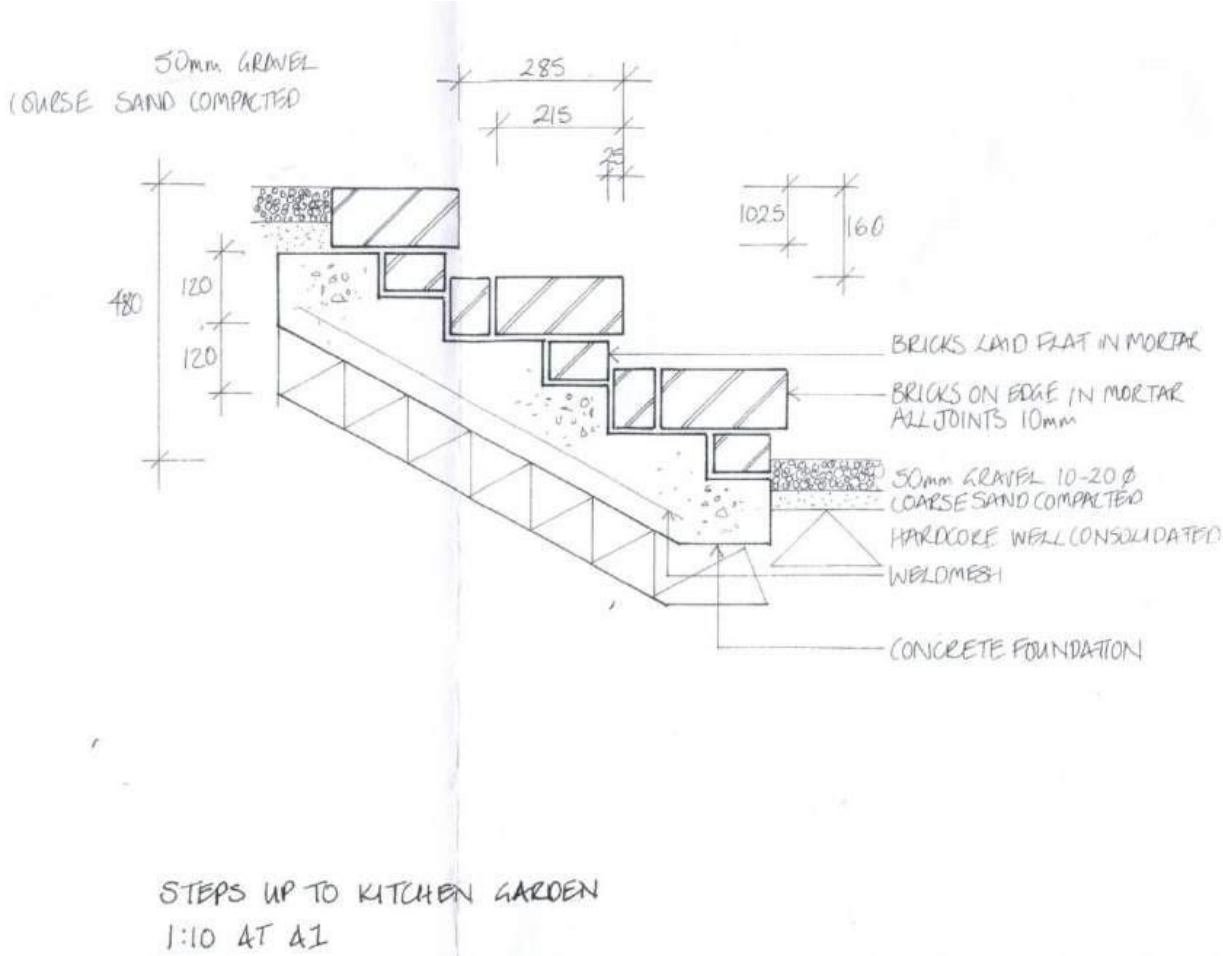 50mm GRAVEL
COURSE SAND COMPACTED
285
215
25
1025
160
480
120
120
BRICKS LAID FLAT IN MORTAR
BRICKS ON EDGE IN MORTAR
ALL JOINTS 10mm
50mm GRAVEL 10-20 Ø
COARSE SAND COMPACTED
HARDCORE WELL CONSOLIDATED
WELDMESH
CONCRETE FOUNDATION
STEPS UP TO KITCHEN GARDEN
1:10 AT A1